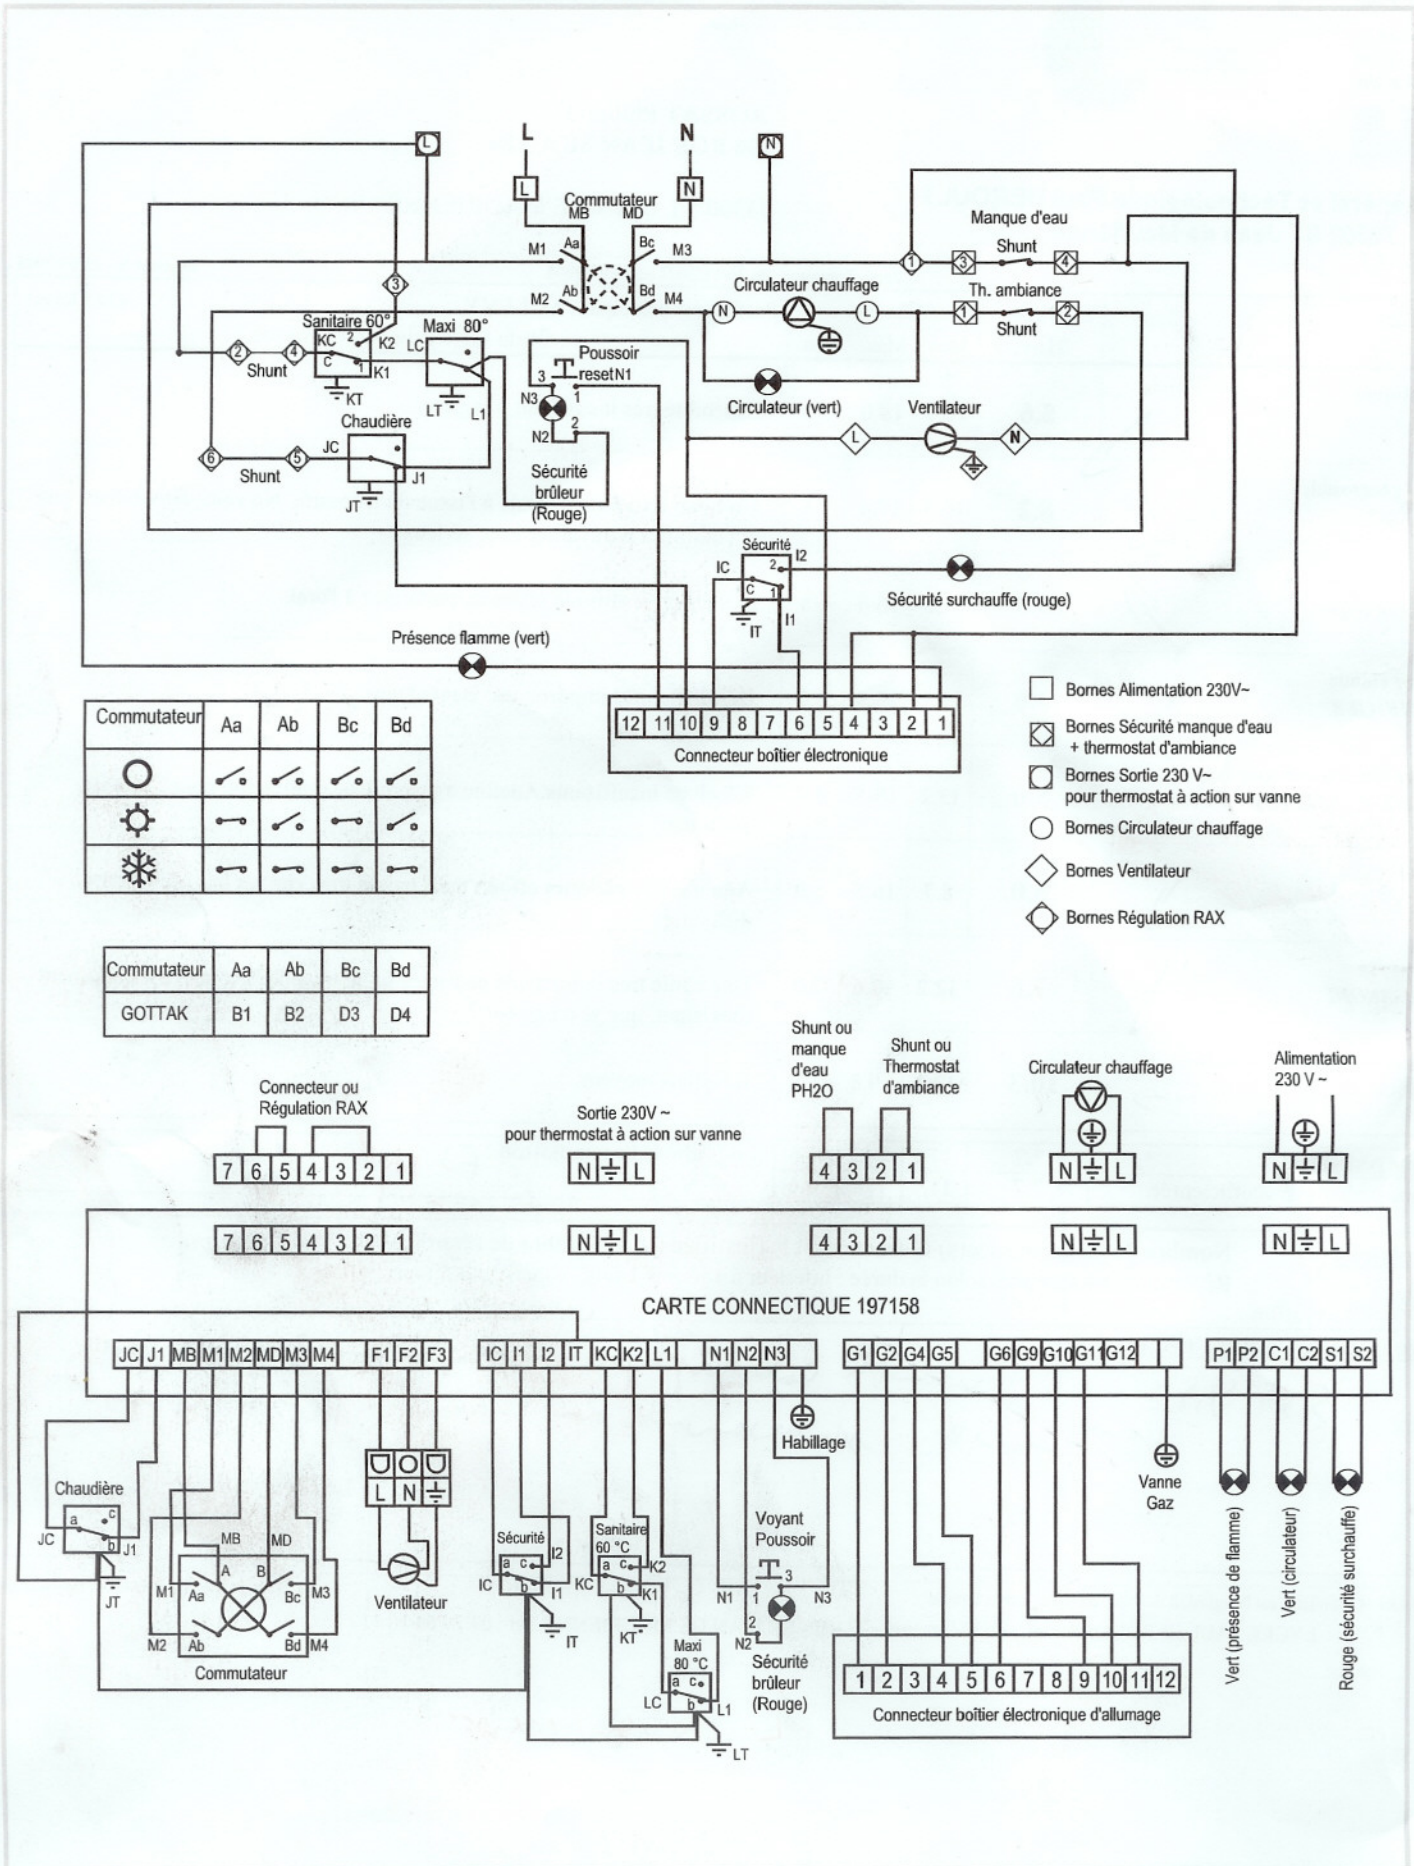 L
L
N
N
L
N
Commutateur
MB
MD
M1
Aa
Bc
M3
M2
Ab
Bd
M4
Manque d'eau
1
3
Shunt
4
Circulateur chauffage
N
L
Th. ambiance
1
Shunt
2
3
Sanitaire 60°
KC
2
K2
C
1
K1
KT
2
4
Shunt
Maxi 80°
LC
LT
L1
Chaudière
6
5
Shunt
JC
J1
JT
Poussoir
reset
N1
3
1
N3
2
N2
Sécurité
brûleur
(Rouge)
Circulateur (vert)
Ventilateur
L
N
Sécurité
IC
2
I2
C
1
IT
I1
Sécurité surchauffe (rouge)
Présence flamme (vert)
12 11 10 9 8 7 6 5 4 3 2 1
Connecteur boîtier électronique
Bornes Alimentation 230V~
Bornes Sécurité manque d'eau
+ thermostat d'ambiance
Bornes Sortie 230 V~
pour thermostat à action sur vanne
Bornes Circulateur chauffage
Bornes Ventilateur
Bornes Régulation RAX
Commutateur Aa Ab Bc Bd
Commutateur Aa Ab Bc Bd
GOTTAK B1 B2 D3 D4
Connecteur ou
Régulation RAX
7 6 5 4 3 2 1
Sortie 230V ~
pour thermostat à action sur vanne
N L
Shunt ou
manque
d'eau
PH2O
Shunt ou
Thermostat
d'ambiance
4 3 2 1
Circulateur chauffage
N L
Alimentation
230 V ~
N L
7 6 5 4 3 2 1
N L
4 3 2 1
N L
N L
CARTE CONNECTIQUE 197158
JC J1 MB M1 M2 MD M3 M4 F1 F2 F3
IC I1 I2 IT KC K2 L1 N1 N2 N3
G1 G2 G4 G5 G6 G9 G10 G11 G12
P1 P2 C1 C2 S1 S2
Habillage
Vanne
Gaz
Chaudière
a
c
b
JC
J1
JT
MB
MD
A
B
M1
Aa
Bc
M3
M2
Ab
Bd
M4
Commutateur
L N
Ventilateur
Sécurité
a
c
b
IC
I2
I1
IT
Sanitaire
60 °C
a
c
b
KC
K2
K1
KT
Maxi
80 °C
a
c
b
LC
L1
LT
Voyant
Poussoir
3
N1
1
N3
2
N2
Sécurité
brûleur
(Rouge)
1 2 3 4 5 6 7 8 9 10 11 12
Connecteur boîtier électronique d'allumage
Vert (présence de flamme)
Vert (circulateur)
Rouge (sécurité surchauffe)